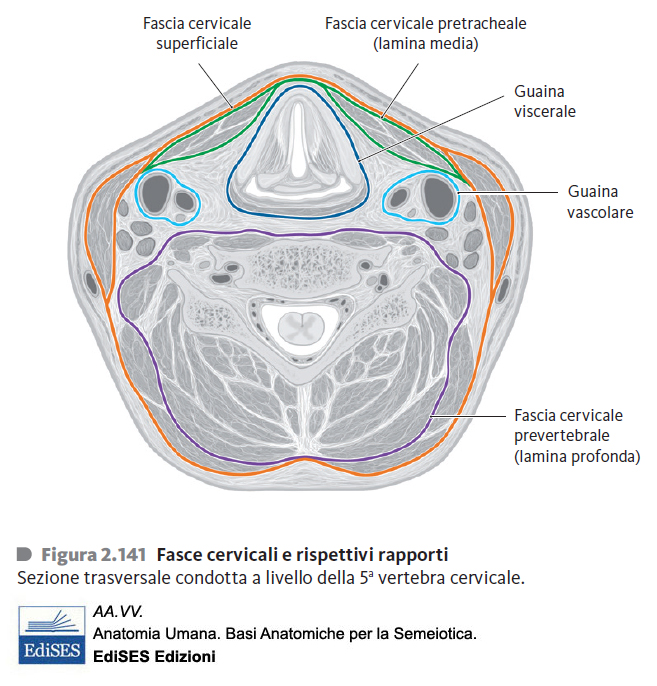 Fascia cervicale
superficiale
Fascia cervicale pretracheale
(lamina media)
Guaina
viscerale
Guaina
vascolare
Fascia cervicale
prevertebrale
(lamina profonda)
Figura 2.141 Fasce cervicali e rispettivi rapporti
Sezione trasversale condotta a livello della 5ª vertebra cervicale.
AA.VV.
Anatomia Umana. Basi Anatomiche per la Semeiotica.
EdiSES Edizioni
EdiSES